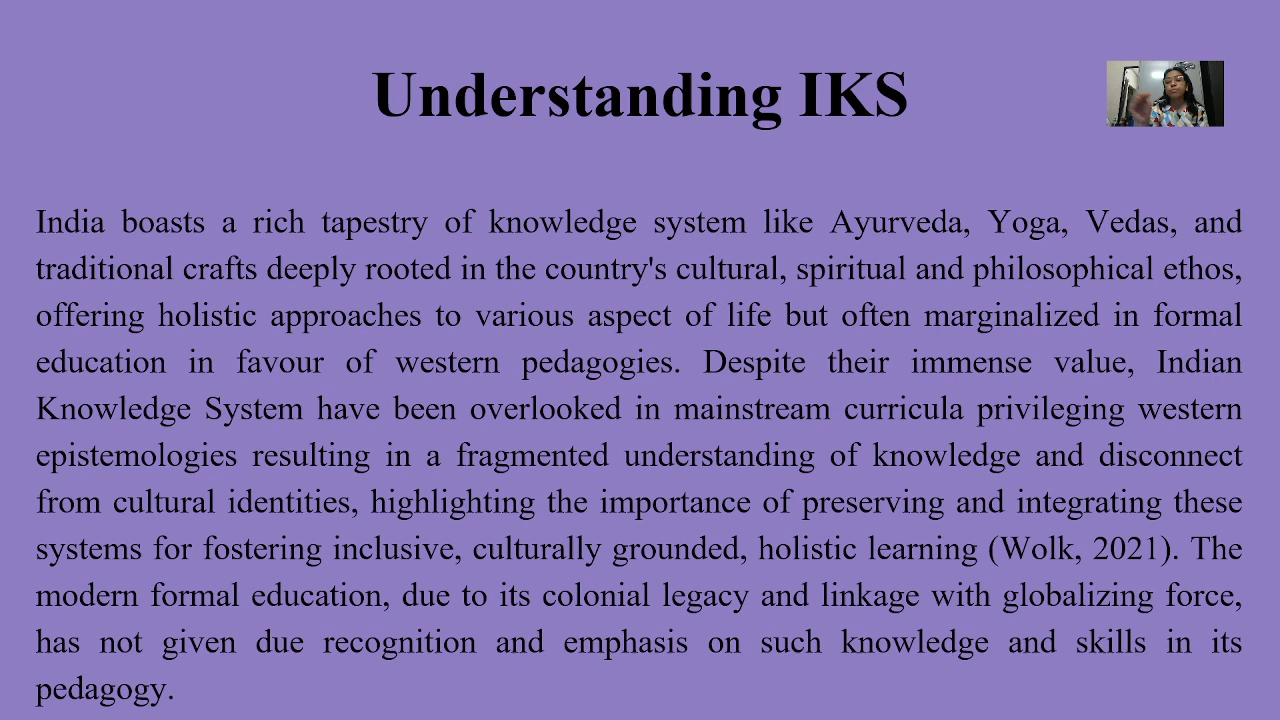 Understanding IKS
India boasts a rich tapestry of knowledge system like Ayurveda, Yoga, Vedas, and
traditional crafts deeply rooted in the country's cultural, spiritual and philosophical ethos,
offering holistic approaches to various aspect of life but often marginalized in formal
education in favour of western pedagogies. Despite their immense value, Indian
Knowledge System have been overlooked in mainstream curricula privileging western
epistemologies resulting in a fragmented understanding of knowledge and disconnect
from cultural identities, highlighting the importance of preserving and integrating these
systems for fostering inclusive, culturally grounded, holistic learning (Wolk, 2021). The
modern formal education, due to its colonial legacy and linkage with globalizing force,
has not given due recognition and emphasis on such knowledge and skills in its
pedagogy.